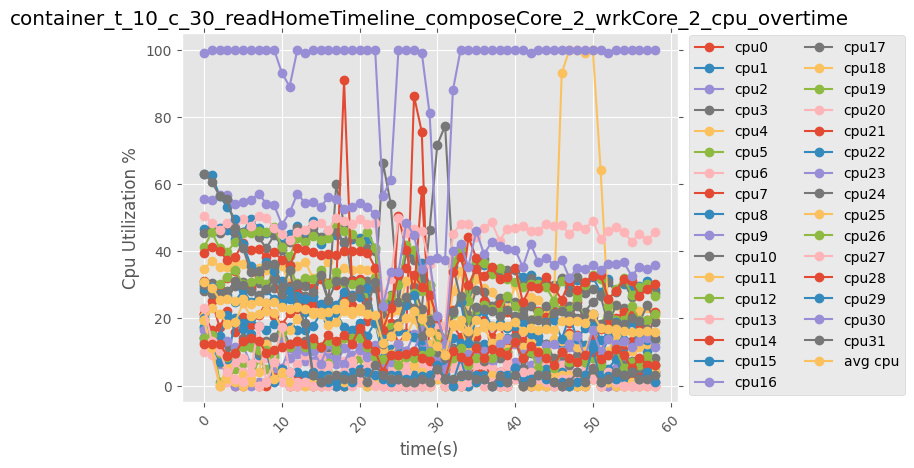 container_t_10_c_30_readHomeTimeline_composeCore_2_wrkCore_2_cpu_overtime
Cpu Utilization %
100
80
60
40
20
0
0
10
20
30
40
50
60
time(s)
cpu0
cpu1
cpu2
cpu3
cpu4
cpu5
cpu6
cpu7
cpu8
cpu9
cpu10
cpu11
cpu12
cpu13
cpu14
cpu15
cpu16
cpu17
cpu18
cpu19
cpu20
cpu21
cpu22
cpu23
cpu24
cpu25
cpu26
cpu27
cpu28
cpu29
cpu30
cpu31
avg cpu